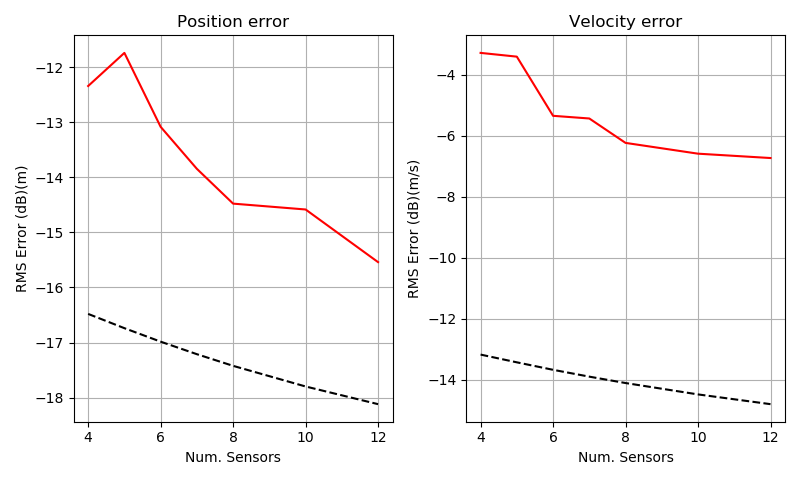 Position error
Velocity error
RMS Error (dB)(m)
−12
−13
−14
−15
−16
−17
−18
4 6 8 10 12
Num. Sensors
RMS Error (dB)(m/s)
−4
−6
−8
−10
−12
−14
4 6 8 10 12
Num. Sensors